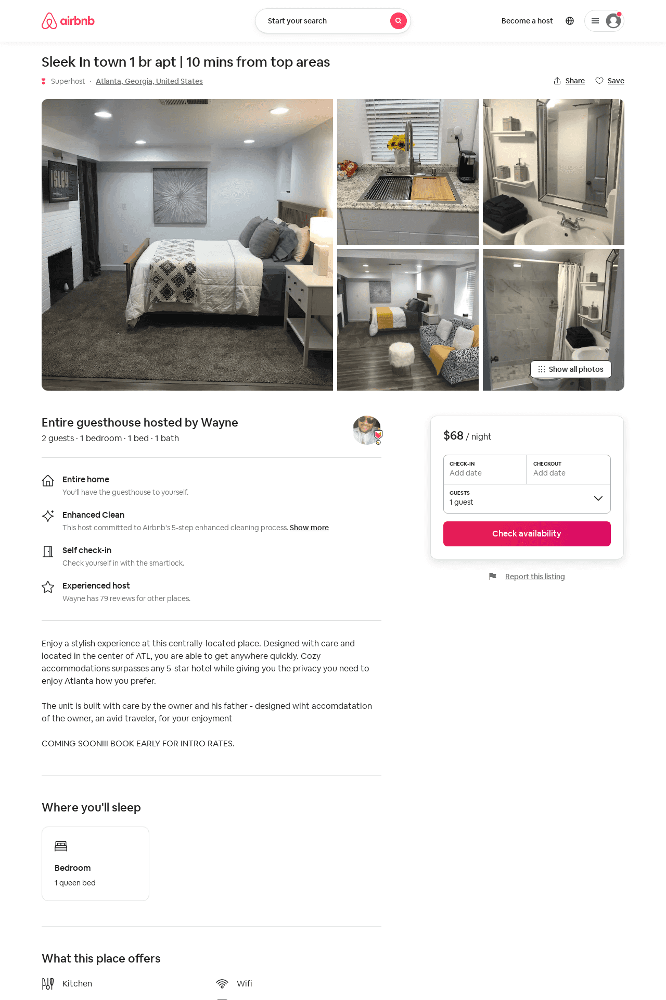 airbnb
Start your search
Become a host
Sleek In town 1 br apt | 10 mins from top areas
Superhost · Atlanta, Georgia, United States
Share
Save
ISLEY
Show all photos
Entire guesthouse hosted by Wayne
2 guests · 1 bedroom · 1 bed · 1 bath
$68 / night
CHECK-IN
Add date
CHECKOUT
Add date
GUESTS
1 guest
Check availability
Report this listing
Entire home
You’ll have the guesthouse to yourself.
Enhanced Clean
This host committed to Airbnb's 5-step enhanced cleaning process. Show more
Self check-in
Check yourself in with the smartlock.
Experienced host
Wayne has 79 reviews for other places.
Enjoy a stylish experience at this centrally-located place. Designed with care and
located in the center of ATL, you are able to get anywhere quickly. Cozy
accommodations surpasses any 5-star hotel while giving you the privacy you need to
enjoy Atlanta how you prefer.
The unit is built with care by the owner and his father - designed wiht accomdatation
of the owner, an avid traveler, for your enjoyment
COMING SOON!!! BOOK EARLY FOR INTRO RATES.
Where you'll sleep
Bedroom
1 queen bed
What this place offers
Kitchen
Wifi